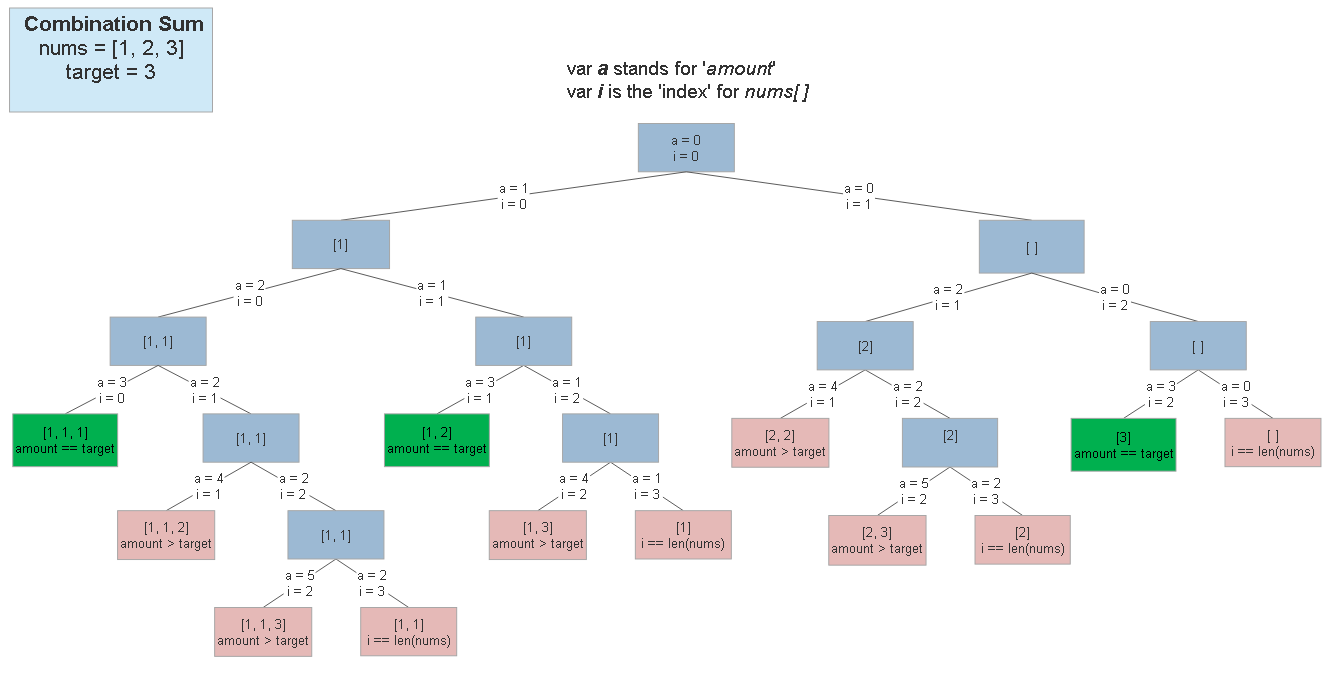 Combination Sum
nums = [1, 2, 3]
target = 3
var a stands for 'amount'
var i is the 'index' for nums[ ]
a = 0
i = 0
a = 1
i = 0
a = 0
i = 1
[1]
[ ]
a = 2
i = 0
a = 1
i = 1
a = 2
i = 1
a = 0
i = 2
[1, 1]
[1]
[2]
[ ]
a = 3
i = 0
a = 2
i = 1
a = 3
i = 1
a = 1
i = 2
a = 4
i = 1
a = 2
i = 2
a = 3
i = 2
a = 0
i = 3
[1, 1, 1]
amount == target
[1, 1]
[1, 2]
amount == target
[1]
[2, 2]
amount > target
[2]
[3]
amount == target
[ ]
i == len(nums)
a = 4
i = 1
a = 2
i = 2
a = 4
i = 2
a = 1
i = 3
a = 5
i = 2
a = 2
i = 3
[1, 1, 2]
amount > target
[1, 1]
[1, 3]
amount > target
[1]
i == len(nums)
[2, 3]
amount > target
[2]
i == len(nums)
a = 5
i = 2
a = 2
i = 3
[1, 1, 3]
amount > target
[1, 1]
i == len(nums)